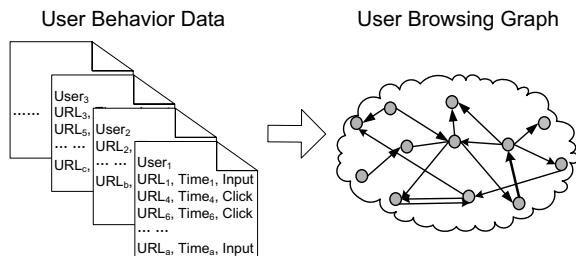 User Behavior Data
User Browsing Graph
......
User3
URL3,
URL5,
... ...
URLc,
User2
URL2,
... ...
URLb,
User1
URL1, Time1, Input
URL4, Time4, Click
URL6, Time6, Click
... ...
URLa, Timea, Input